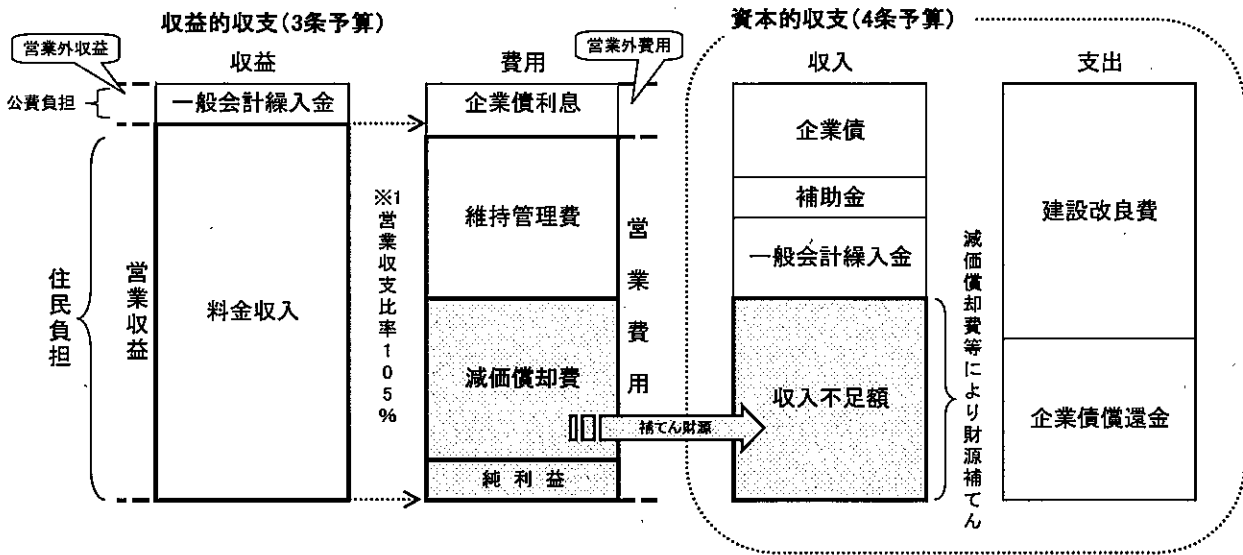 収益的収支(3条予算)
資本的収支(4条予算)
営業外収益
営業外費用
収益
費用
収入
支出
公費負担
一般会計繰入金
料金収入
住民負担
営業収益
※1営業収支比率105%
企業債利息
維持管理費
減価償却費
純利益
営業費用
補てん財源
企業債
補助金
一般会計繰入金
収入不足額
減価償却費等により財源補てん
建設改良費
企業債償還金